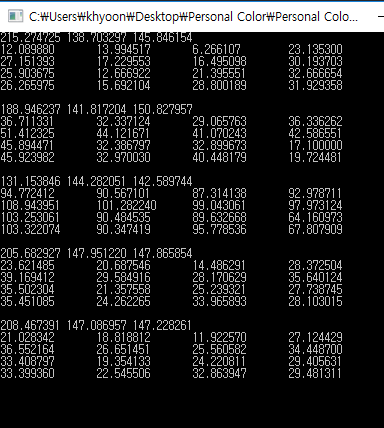 C:₩Users₩khyoon₩Desktop₩Personal Color₩Personal Colo...
215.274725 138.703297 145.846154
12.089880 13.994517 6.266107 23.135300
27.151393 17.229553 16.495098 30.193703
25.903675 12.666922 21.395551 32.666654
26.265975 15.692104 28.800189 31.929358
188.946237 141.817204 150.827957
36.711331 32.337124 29.065763 36.336262
51.412325 44.121671 41.070243 42.586551
45.894471 32.386797 32.899673 17.100000
45.923982 32.970030 40.448179 19.724481
131.153846 144.282051 142.589744
94.772412 90.567101 87.314138 92.978711
108.943951 101.282240 99.043061 97.973124
103.253061 90.484535 89.632668 64.160973
103.322074 90.347419 95.778536 67.807909
205.682927 147.951220 147.865854
23.621485 20.687546 14.486291 28.372504
39.169412 29.584916 28.170629 35.640124
35.502304 21.357558 25.239321 27.738745
35.451085 24.262265 33.965893 28.103015
208.467391 147.086957 147.228261
21.028342 18.818812 11.922570 27.124429
36.552164 26.651451 25.560582 34.448700
33.408797 19.354133 24.220811 29.405631
33.399360 22.545506 32.863947 29.481311